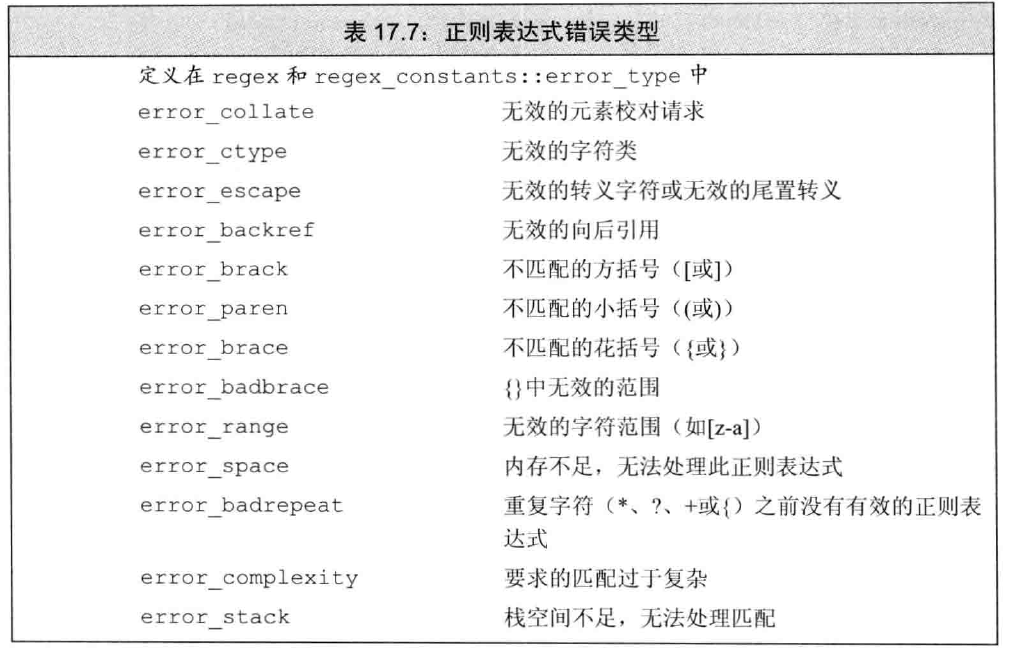 表 17.7：正则表达式错误类型
定义在 regex 和 regex_constants::error_type 中
error_collate 无效的元素校对请求
error_ctype 无效的字符类
error_escape 无效的转义字符或无效的尾置转义
error_backref 无效的向后引用
error_brack 不匹配的方括号（[或]）
error_paren 不匹配的小括号（(或)）
error_brace 不匹配的花括号（{或}）
error_badbrace {}中无效的范围
error_range 无效的字符范围（如[z-a]）
error_space 内存不足，无法处理此正则表达式
error_badrepeat 重复字符（*、?、+或{）之前没有有效的正则表
达式
error_complexity 要求的匹配过于复杂
error_stack 栈空间不足，无法处理匹配